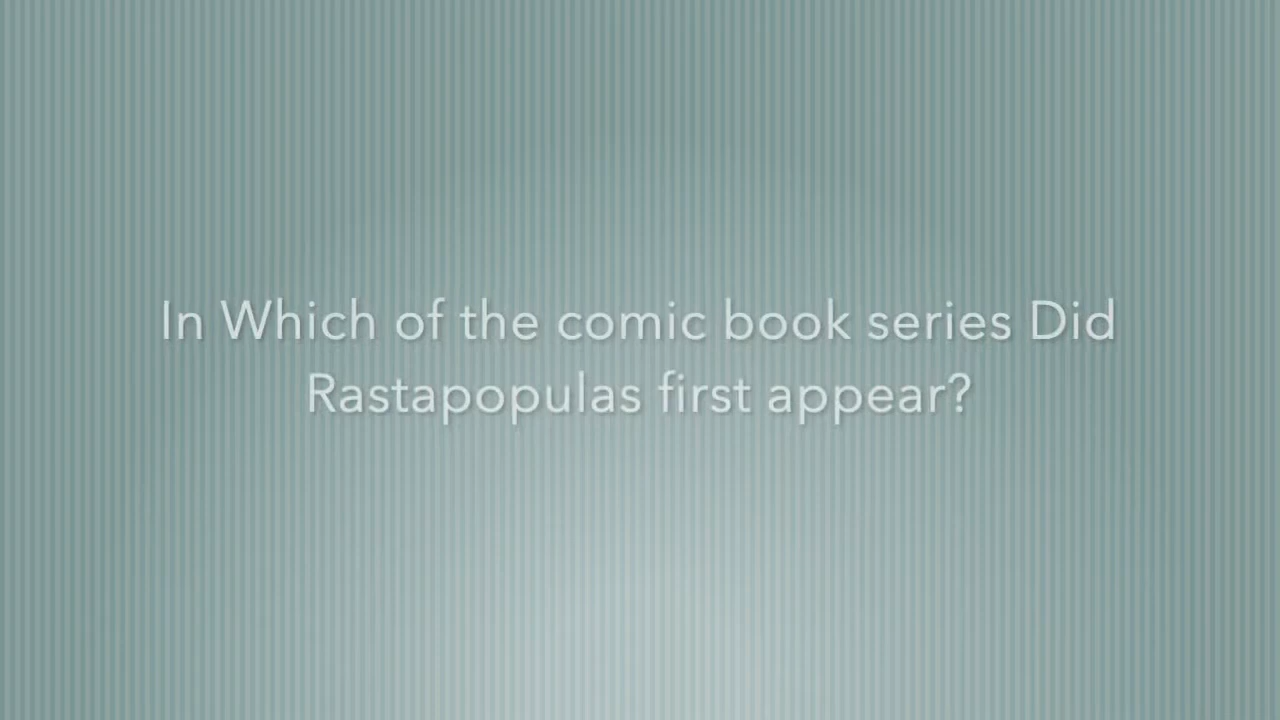 In Which of the comic book series Did
Rastapopulas first appear?